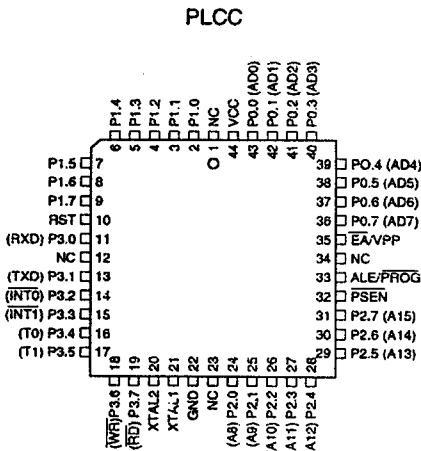 PLCC
P1.4
P1.3
P1.2
P1.1
P1.0
NC
VCC
P0.0 (AD0)
P0.1 (AD1)
P0.2 (AD2)
P0.3 (AD3)
6
5
4
3
2
1
44
43
42
41
40
P1.5 7
P1.6 8
P1.7 9
RST 10
(RXD) P3.0 11
NC 12
(TXD) P3.1 13
(INT0) P3.2 14
(INT1) P3.3 15
(T0) P3.4 16
(T1) P3.5 17
39 PO.4 (AD4)
38 P0.5 (AD5)
37 P0.6 (AD6)
36 P0.7 (AD7)
35 EA/VPP
34 NC
33 ALE/PROG
32 PSEN
31 P2.7 (A15)
30 P2.6 (A14)
29 P2.5 (A13)
18
19
20
21
22
23
24
25
26
27
28
(WR) P3.6
(RD) P3.7
XTAL2
XTAL1
GND
NC
(A8) P2.0
(A9) P2.1
A10) P2.2
A11) P2.3
A12) P2.4